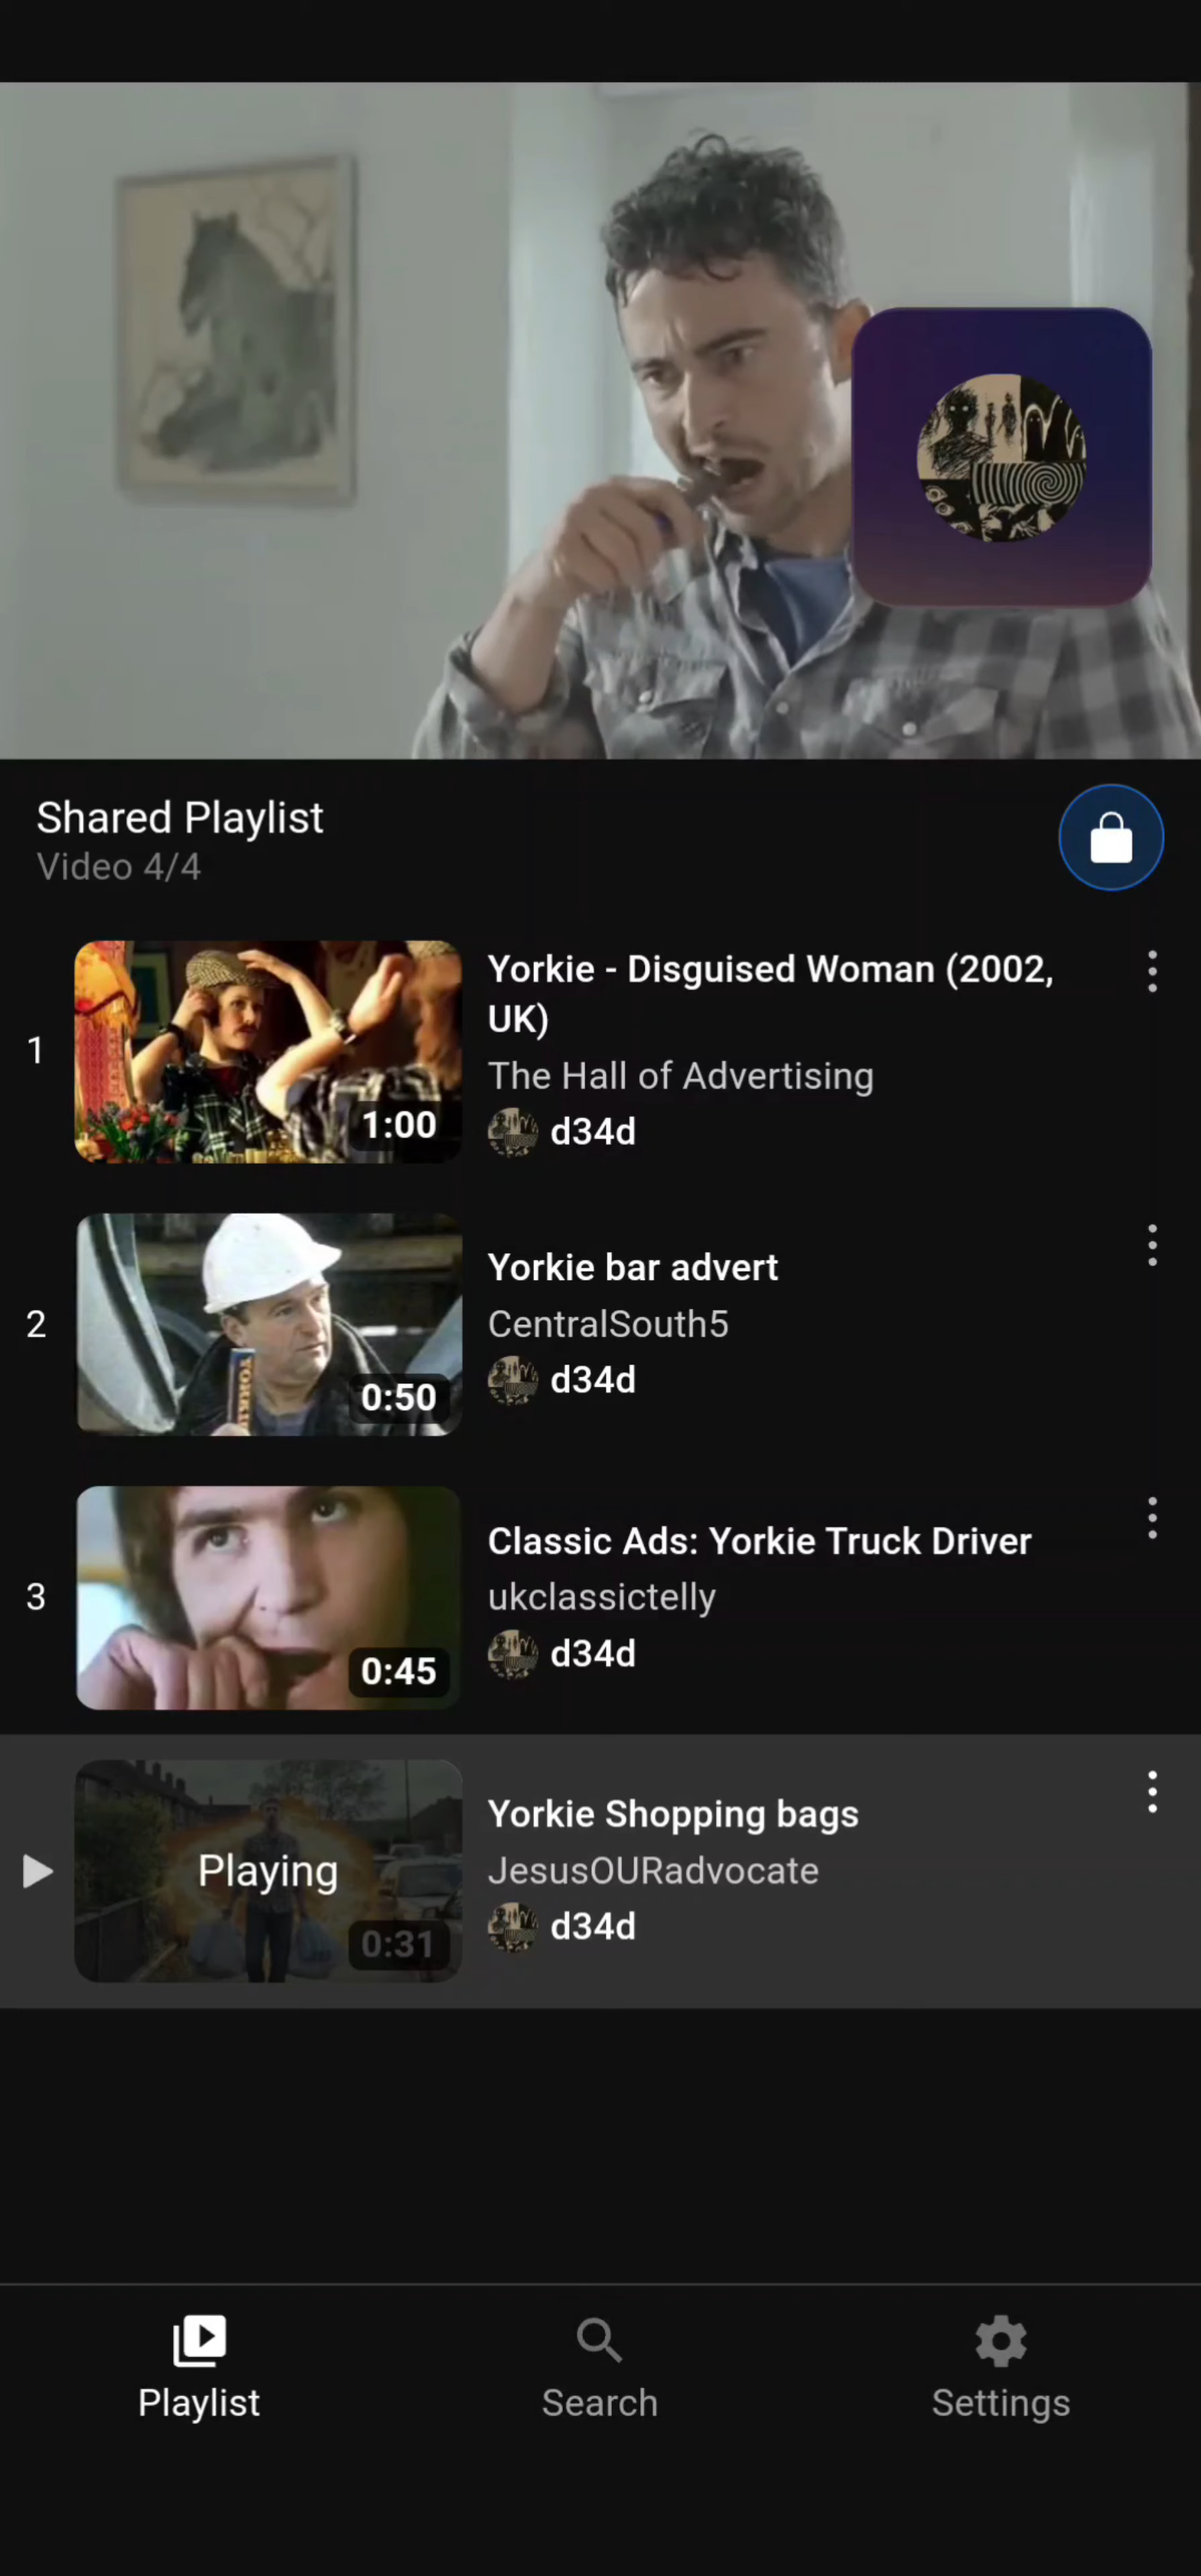 Shared Playlist
Video 4/4
1
1:00
Yorkie - Disguised Woman (2002,
UK)
The Hall of Advertising
d34d
2
YORKIE
0:50
Yorkie bar advert
CentralSouth5
d34d
3
0:45
Classic Ads: Yorkie Truck Driver
ukclassictelly
d34d
Playing
0:31
Yorkie Shopping bags
JesusOURadvocate
d34d
Playlist
Search
Settings